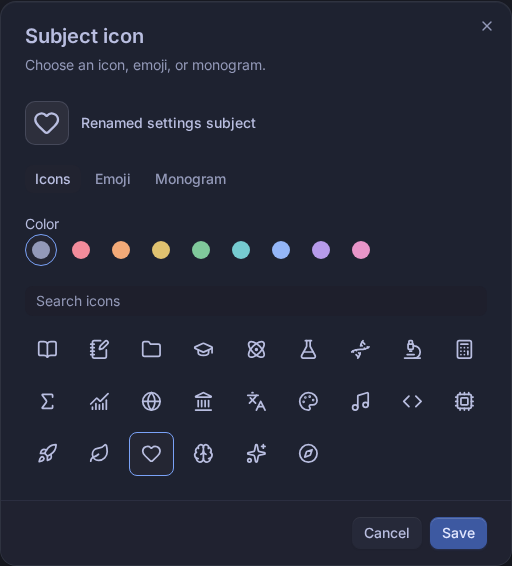 Subject icon
Choose an icon, emoji, or monogram.
Renamed settings subject
Icons Emoji Monogram
Color
Search icons
Cancel Save